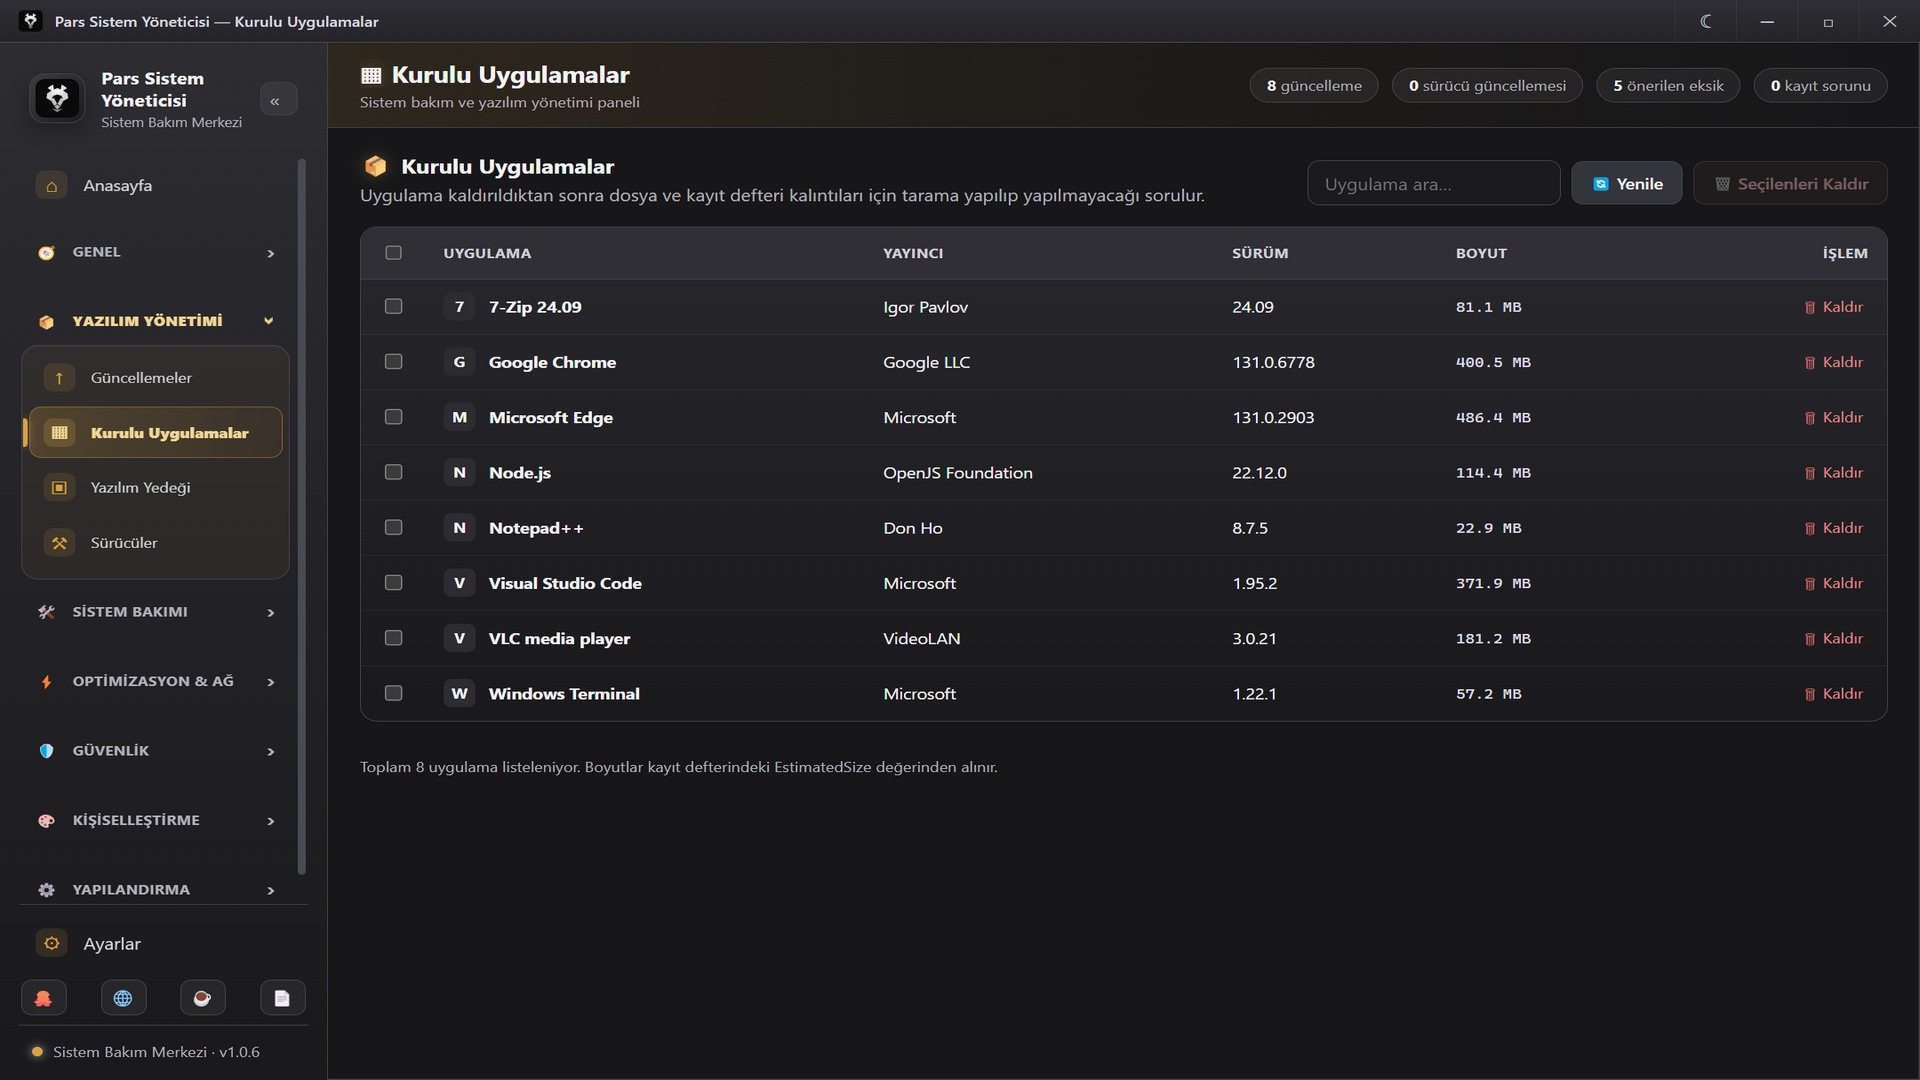 Pars Sistem Yöneticisi — Kurulu Uygulamalar
Pars Sistem
Yöneticisi
Sistem Bakım Merkezi
«
Anasayfa
GENEL
YAZILIM YÖNETİMİ
Güncellemeler
Kurulu Uygulamalar
Yazılım Yedeği
Sürücüler
SİSTEM BAKIMI
OPTİMİZASYON & AĞ
GÜVENLİK
KİŞİSELLEŞTİRME
YAPILANDIRMA
Ayarlar
Sistem Bakım Merkezi · v1.0.6
Kurulu Uygulamalar
Sistem bakım ve yazılım yönetimi paneli
8 güncelleme
0 sürücü güncellemesi
5 önerilen eksik
0 kayıt sorunu
Kurulu Uygulamalar
Uygulama kaldırıldıktan sonra dosya ve kayıt defteri kalıntıları için tarama yapılıp yapılmayacağı sorulur.
Uygulama ara...
Yenile
Seçilenleri Kaldır
UYGULAMA YAYINCI SÜRÜM BOYUT İŞLEM
7 7-Zip 24.09 Igor Pavlov 24.09 81.1 MB Kaldır
G Google Chrome Google LLC 131.0.6778 400.5 MB Kaldır
M Microsoft Edge Microsoft 131.0.2903 486.4 MB Kaldır
N Node.js OpenJS Foundation 22.12.0 114.4 MB Kaldır
N Notepad++ Don Ho 8.7.5 22.9 MB Kaldır
V Visual Studio Code Microsoft 1.95.2 371.9 MB Kaldır
V VLC media player VideoLAN 3.0.21 181.2 MB Kaldır
W Windows Terminal Microsoft 1.22.1 57.2 MB Kaldır
Toplam 8 uygulama listeleniyor. Boyutlar kayıt defterindeki EstimatedSize değerinden alınır.